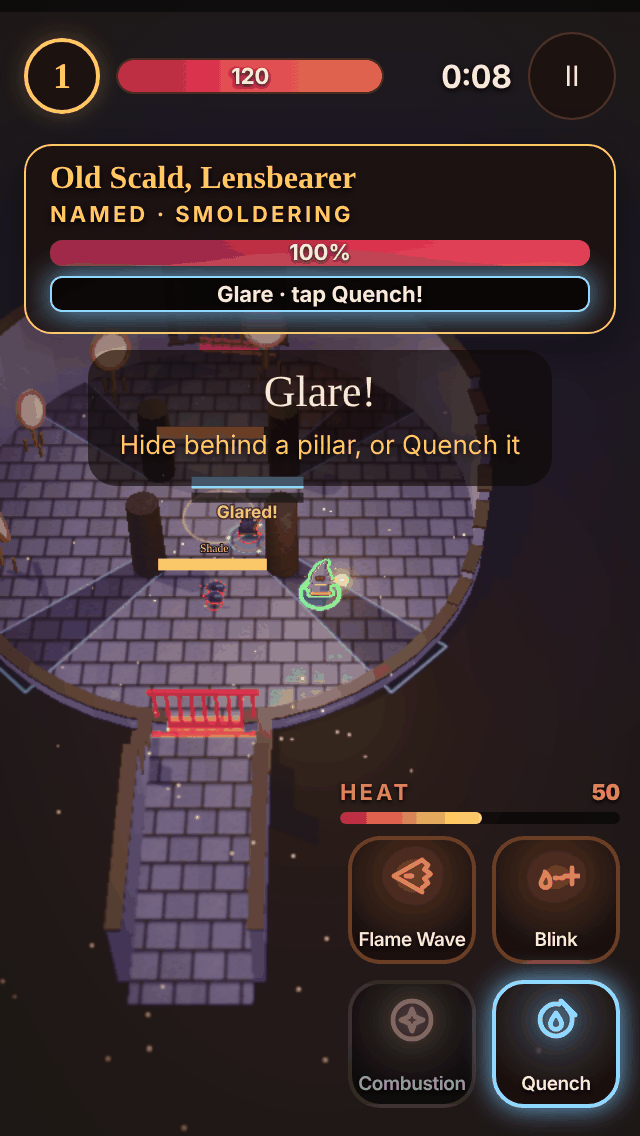 1
120
0:08
Old Scald, Lensbearer
NAMED · SMOLDERING
100%
Glare · tap Quench!
Glare!
Hide behind a pillar, or Quench it
Glared!
Shade
HEAT 50
Flame Wave
Blink
Combustion
Quench